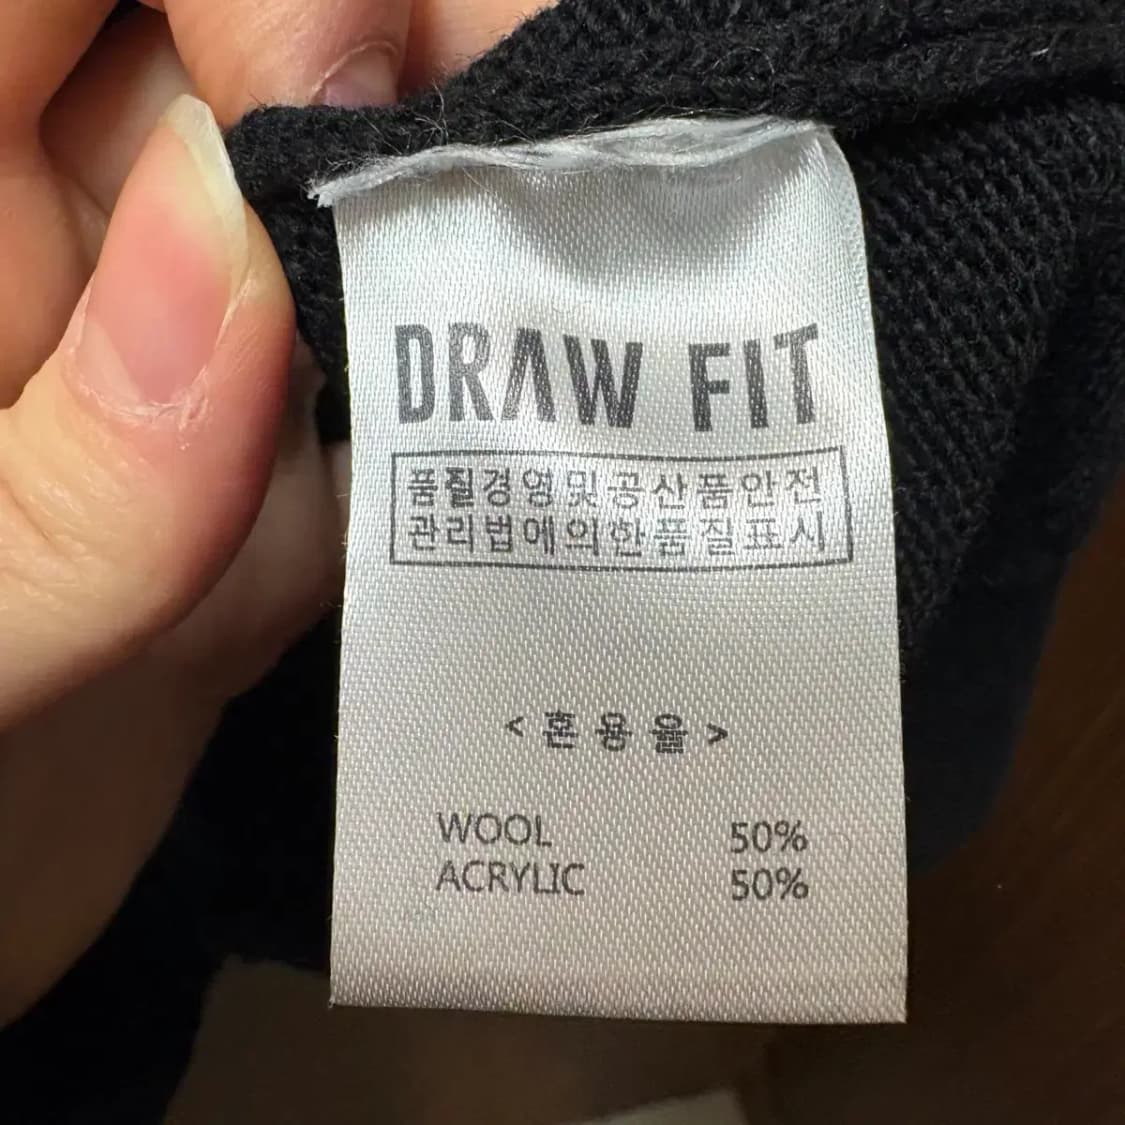 DRAW FIT
품질경영및공산품안전
관리법에의한품질표시
<혼용율>
WOOL 50%
ACRYLIC 50%